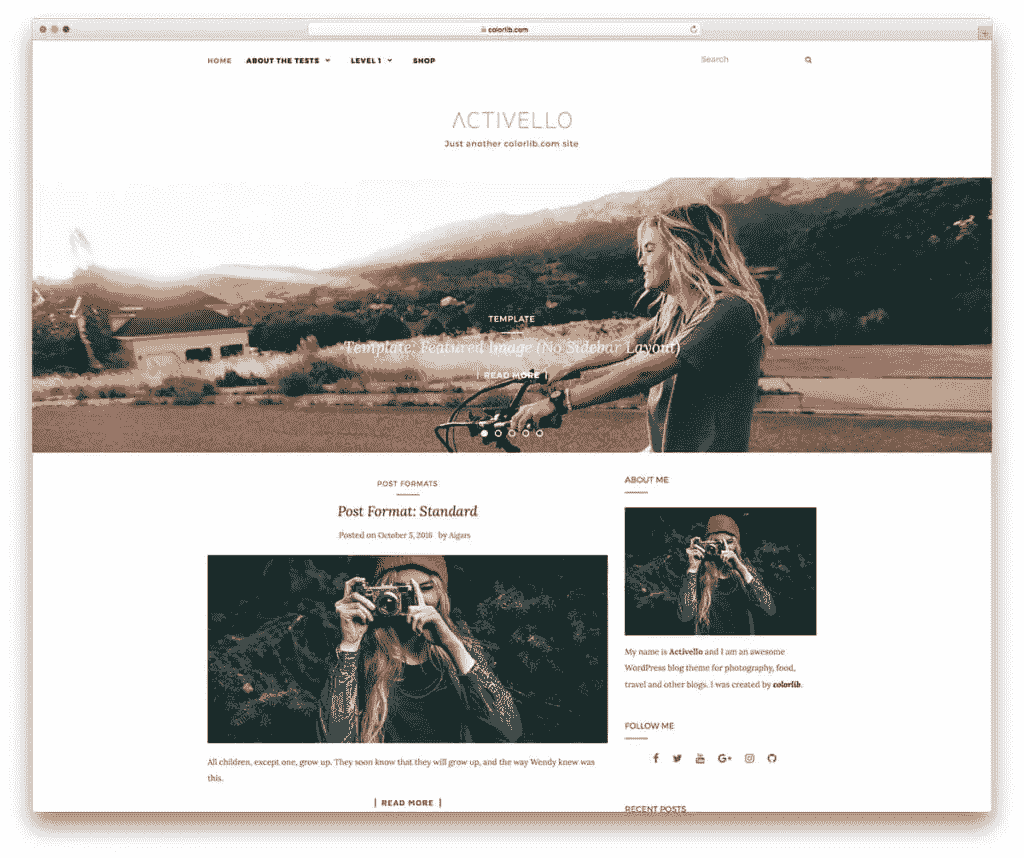 colorlib.com
HOME ABOUT THE TESTS LEVEL 1 SHOP Search
ACTIVELLO
Just another colorlib.com site
TEMPLATE
Template: Featured Image (No Sidebar Layout)
| READ MORE |
POST FORMATS
Post Format: Standard
Posted on October 5, 2016 by Aigars
All children, except one, grow up. They soon know that they will grow up, and the way Wendy knew was
this.
| READ MORE |
ABOUT ME
My name is Activello and I am an awesome
WordPress blog theme for photography, food,
travel and other blogs. I was created by colorlib.
FOLLOW ME
RECENT POSTS